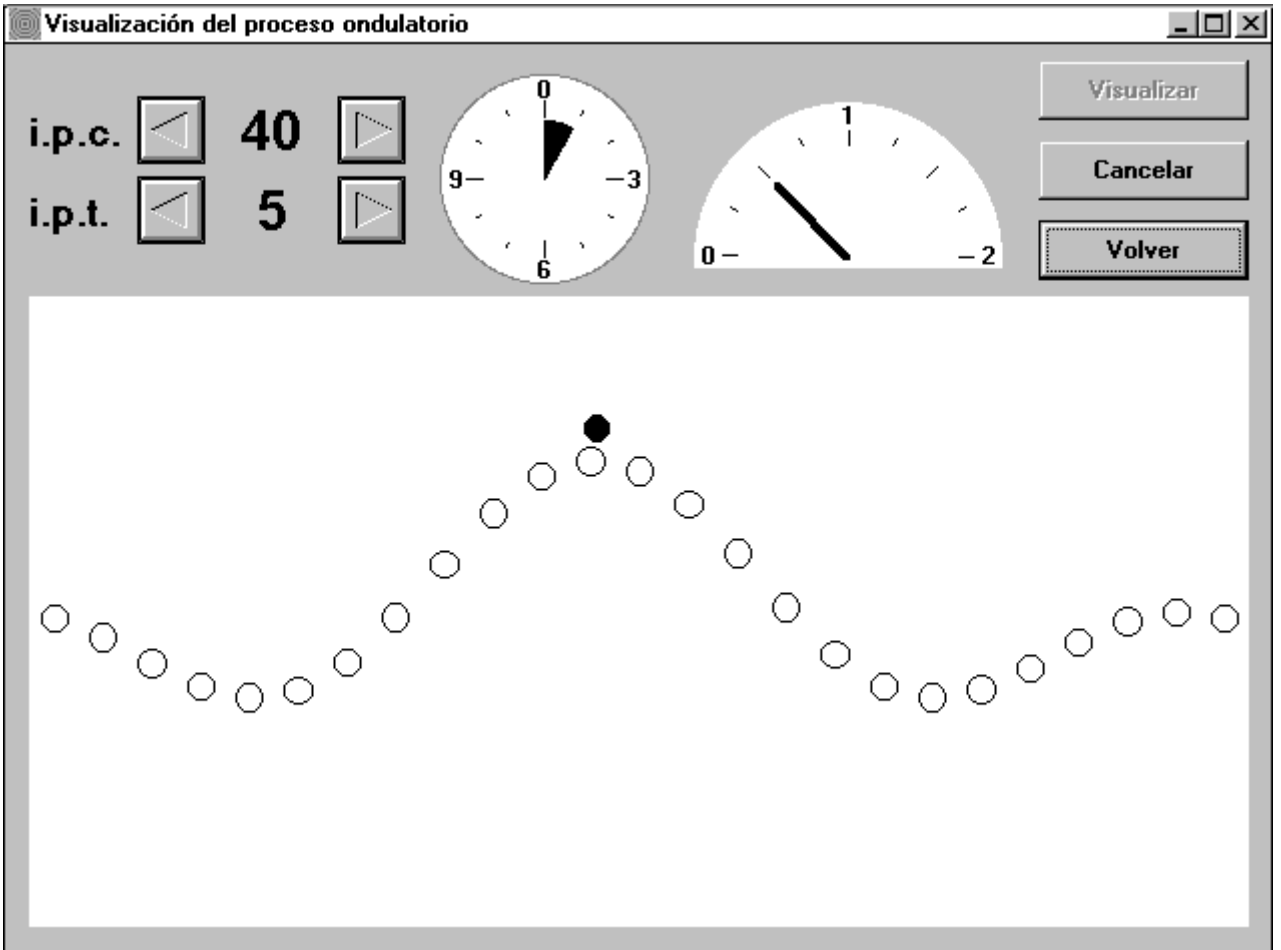 Visualización del proceso ondulatorio
i.p.c. 40
i.p.t. 5
0
3
6
9
0
1
2
Visualizar
Cancelar
Volver